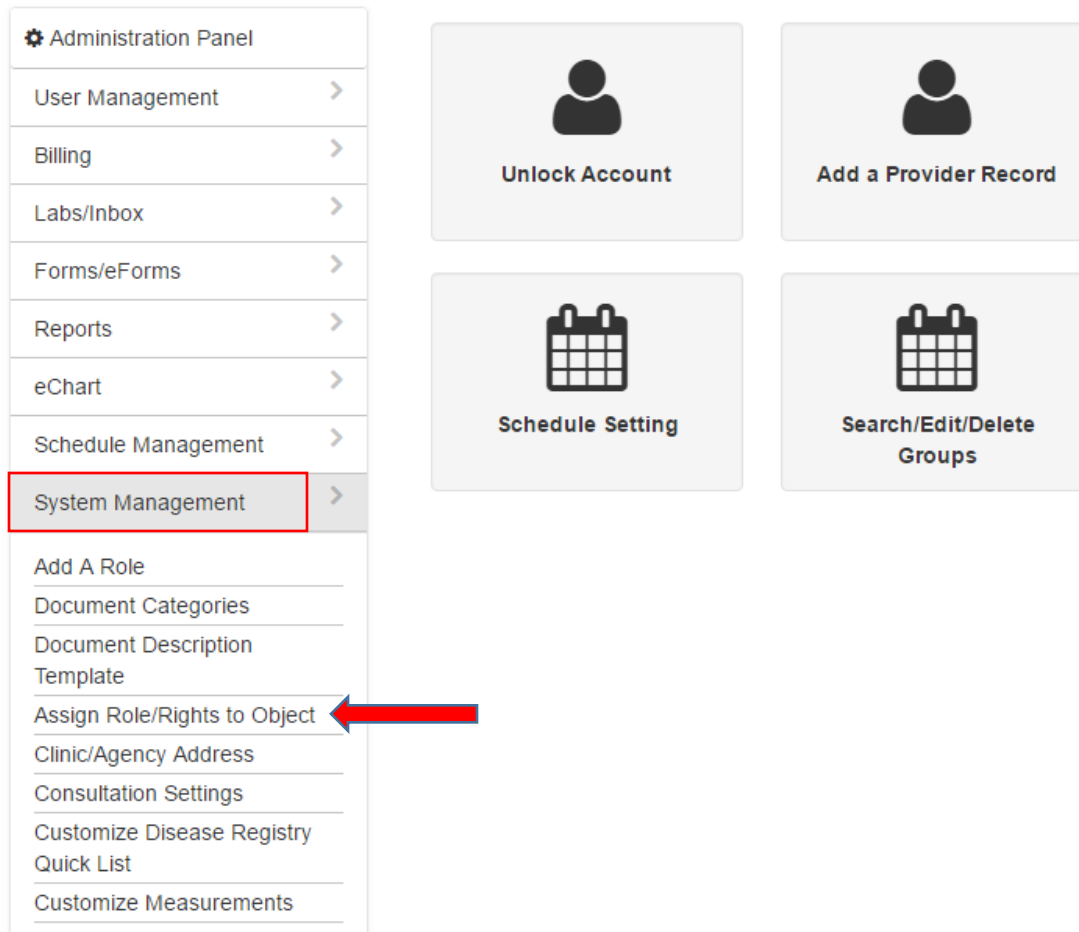 Administration Panel
User Management
Billing
Labs/Inbox
Forms/eForms
Reports
eChart
Schedule Management
System Management
Add A Role
Document Categories
Document Description
Template
Assign Role/Rights to Object
Clinic/Agency Address
Consultation Settings
Customize Disease Registry
Quick List
Customize Measurements
Unlock Account
Add a Provider Record
Schedule Setting
Search/Edit/Delete
Groups